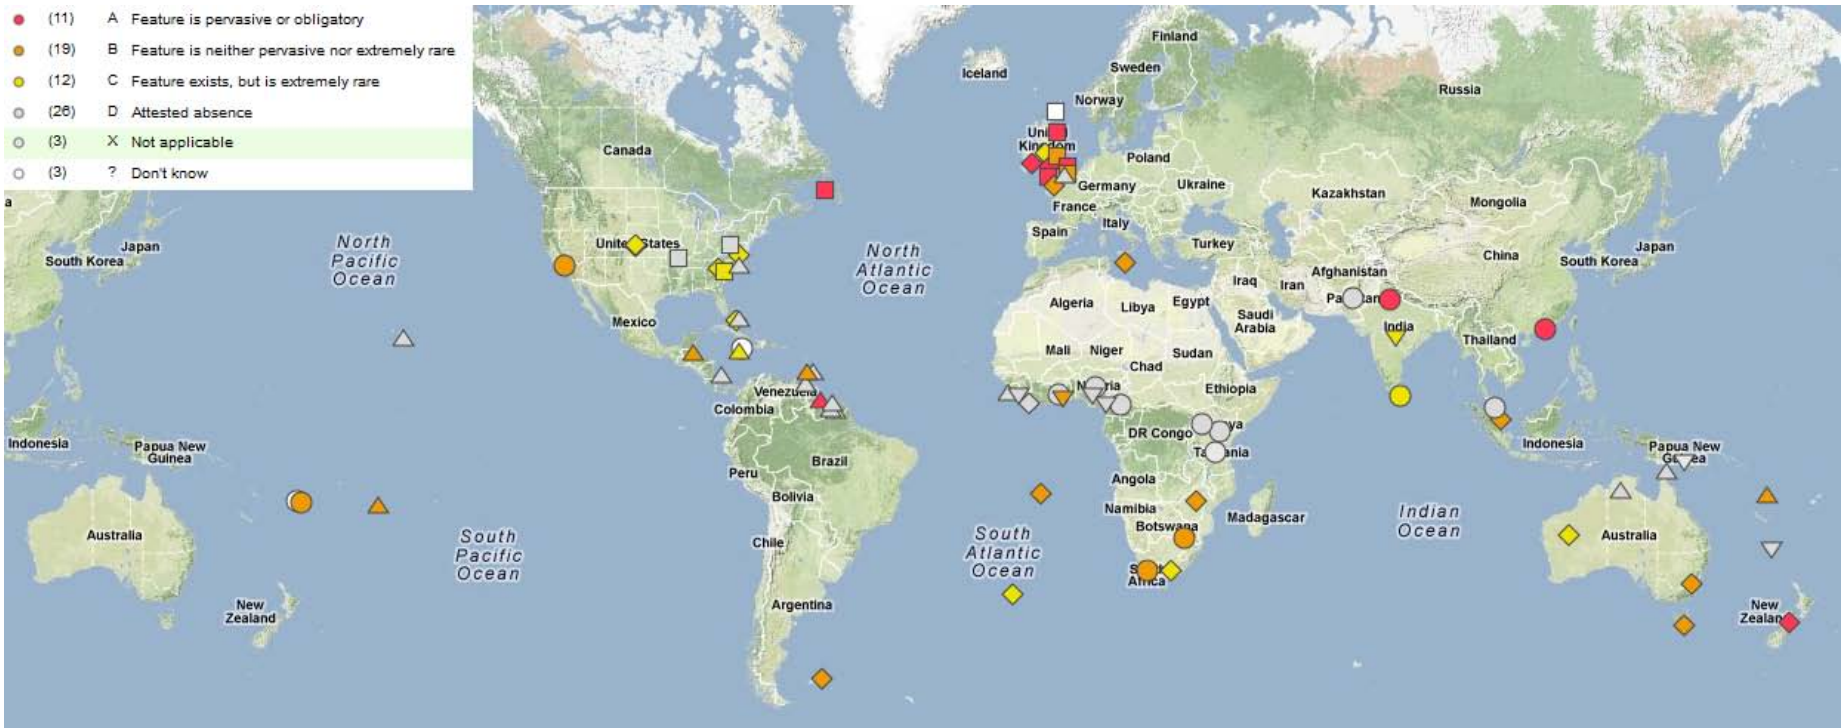 (11) A Feature is pervasive or obligatory
(19) B Feature is neither pervasive nor extremely rare
(12) C Feature exists, but is extremely rare
(26) D Attested absence
(3) X Not applicable
(3) ? Don't know
Finland
Iceland
Sweden
Norway
Russia
Canada
Poland
Germany
Ukraine
Kazakhstan
Mongolia
France
Italy
Spain
Turkey
a
Japan
South Korea
North
Pacific
Ocean
North
Atlantic
Ocean
China
Japan
South Korea
Afghanistan
Iraq
Iran
Algeria
Libya
Egypt
Saudi
Arabia
India
Mexico
Thailand
Mali
Niger
Chad
Sudan
Ethiopia
Venezuela
Colombia
DR Congo
Indonesia
Papua New
Guinea
Indonesia
Papua New
Brazil
Peru
Bolivia
Angola
Namibia
Botswana
Madagascar
Indian
Ocean
Australia
South
Pacific
Ocean
Chile
South
Atlantic
Ocean
Africa
Australia
New
Zealand
Argentina
New